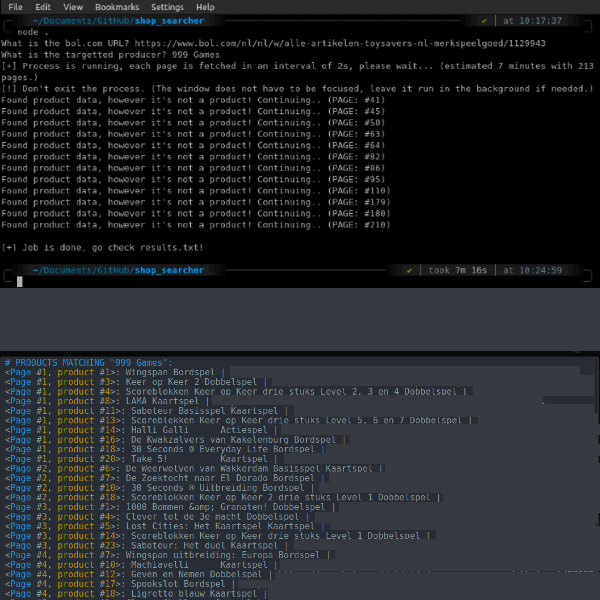 File Edit View Bookmarks Settings Help
~/Documents/GitHub/shop_searcher ✔ | at 10:17:37
node .
What is the bol.com URL? https://www.bol.com/nl/nl/w/alle-artikelen-toysavers-nl-merkspeelgoed/1129943
What is the targetted producer? 999 Games
[+] Process is running, each page is fetched in an interval of 2s, please wait... (estimated 7 minutes with 213
pages.)
[!] Don't exit the process. (The window does not have to be focused, leave it run in the background if needed.)
Found product data, however it's not a product! Continuing.. (PAGE: #41)
Found product data, however it's not a product! Continuing.. (PAGE: #45)
Found product data, however it's not a product! Continuing.. (PAGE: #50)
Found product data, however it's not a product! Continuing.. (PAGE: #63)
Found product data, however it's not a product! Continuing.. (PAGE: #64)
Found product data, however it's not a product! Continuing.. (PAGE: #82)
Found product data, however it's not a product! Continuing.. (PAGE: #86)
Found product data, however it's not a product! Continuing.. (PAGE: #95)
Found product data, however it's not a product! Continuing.. (PAGE: #110)
Found product data, however it's not a product! Continuing.. (PAGE: #179)
Found product data, however it's not a product! Continuing.. (PAGE: #180)
Found product data, however it's not a product! Continuing.. (PAGE: #210)
[+] Job is done, go check results.txt!
~/Documents/GitHub/shop_searcher ✔ | took 7m 16s | at 10:24:59
# PRODUCTS MATCHING "999 Games":
<Page #1, product #1>: Wingspan Bordspel |
<Page #1, product #3>: Keer op Keer 2 Dobbelspel |
<Page #1, product #4>: Scoreblokken Keer op Keer drie stuks Level 2, 3 en 4 Dobbelspel |
<Page #1, product #8>: LAMA Kaartspel |
<Page #1, product #11>: Saboteur Basisspel Kaartspel |
<Page #1, product #13>: Scoreblokken Keer op Keer drie stuks Level 5, 6 en 7 Dobbelspel |
<Page #1, product #14>: Halli Galli Actiespel |
<Page #1, product #16>: De Kwakzalvers van Kakelenburg Bordspel |
<Page #1, product #18>: 30 Seconds ® Everyday Life Bordspel |
<Page #1, product #20>: Take 5! Kaartspel |
<Page #2, product #6>: De Weerwolven van Wakkerdam Basisspel Kaartspel |
<Page #2, product #7>: De Zoektocht naar El Dorado Bordspel |
<Page #2, product #10>: 30 Seconds ® Uitbreiding Bordspel |
<Page #2, product #18>: Scoreblokken Keer op Keer 2 drie stuks Level 1 Dobbelspel |
<Page #3, product #1>: 1000 Bommen &amp; Granaten! Dobbelspel |
<Page #3, product #4>: Clever tot de 3e macht Dobbelspel |
<Page #3, product #5>: Lost Cities: Het Kaartspel Kaartspel |
<Page #3, product #14>: Scoreblokken Keer op Keer drie stuks Level 1 Dobbelspel |
<Page #3, product #23>: Saboteur: Het duel Kaartspel |
<Page #4, product #7>: Wingspan uitbreiding: Europa Bordspel |
<Page #4, product #10>: Machiavelli Kaartspel |
<Page #4, product #12>: Geven en Nemen Dobbelspel |
<Page #4, product #17>: Spookslot Bordspel |
<Page #4, product #18>: Ligretto blauw Kaartspel |